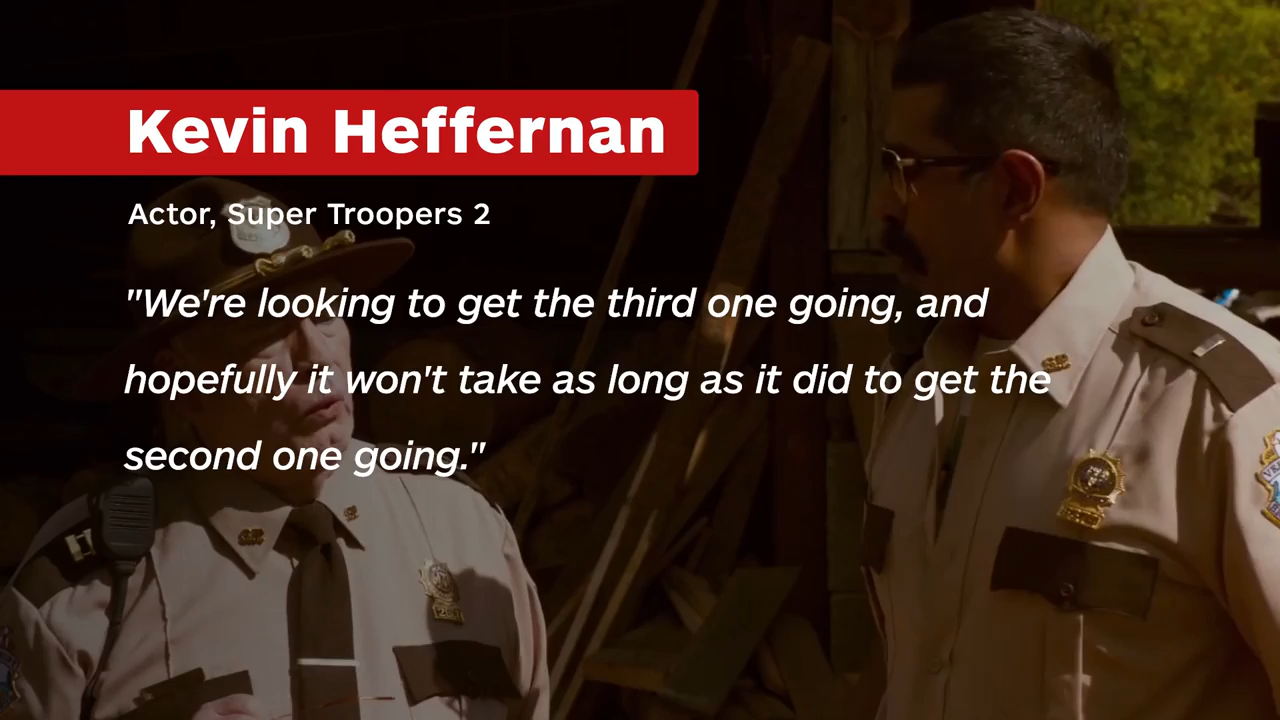 Kevin Heffernan
Actor, Super Troopers 2
"We're looking to get the third one going, and
hopefully it won't take as long as it did to get the
second one going."